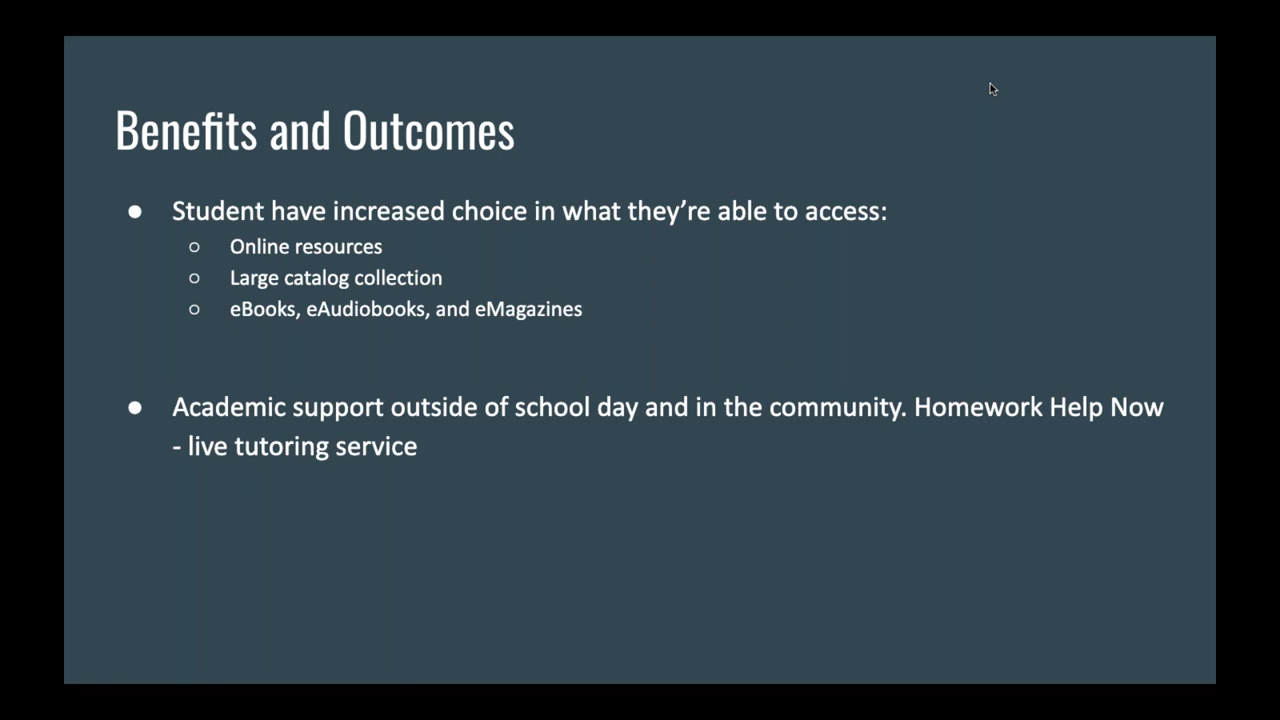 Benefits and Outcomes
● Student have increased choice in what they're able to access:
○ Online resources
○ Large catalog collection
○ eBooks, eAudiobooks, and eMagazines
● Academic support outside of school day and in the community. Homework Help Now
- live tutoring service